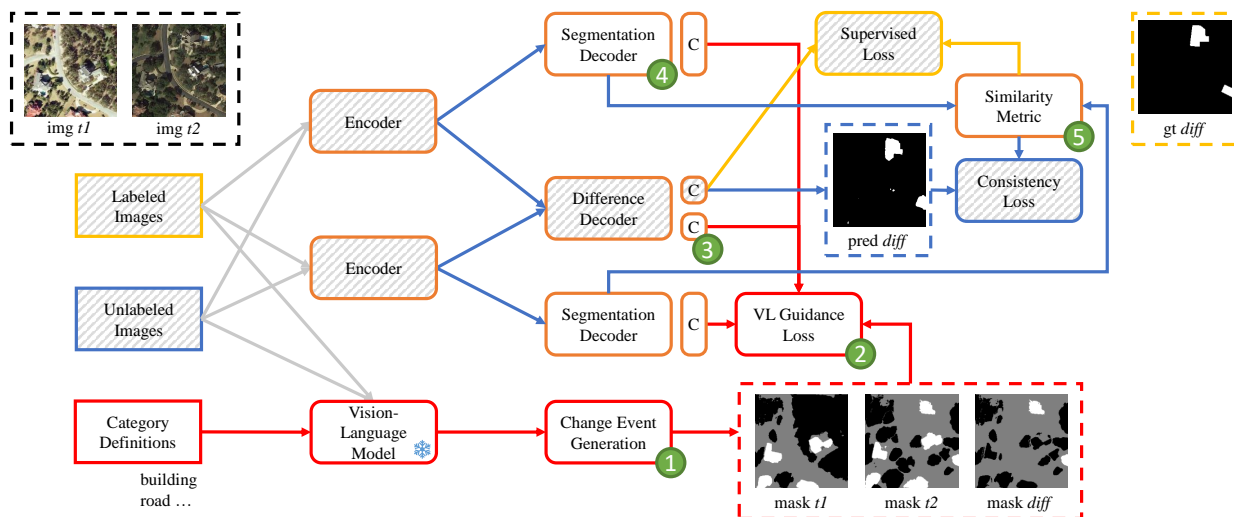 img t1
img t2
Labeled
Images
Unlabeled
Images
Category
Definitions
building
road …
Encoder
Encoder
Vision-
Language
Model
Segmentation
Decoder
4
C
Difference
Decoder
C
C
3
Segmentation
Decoder
C
Change Event
Generation
1
Supervised
Loss
Similarity
Metric
5
Consistency
Loss
pred diff
gt diff
VL Guidance
Loss
2
mask t1
mask t2
mask diff